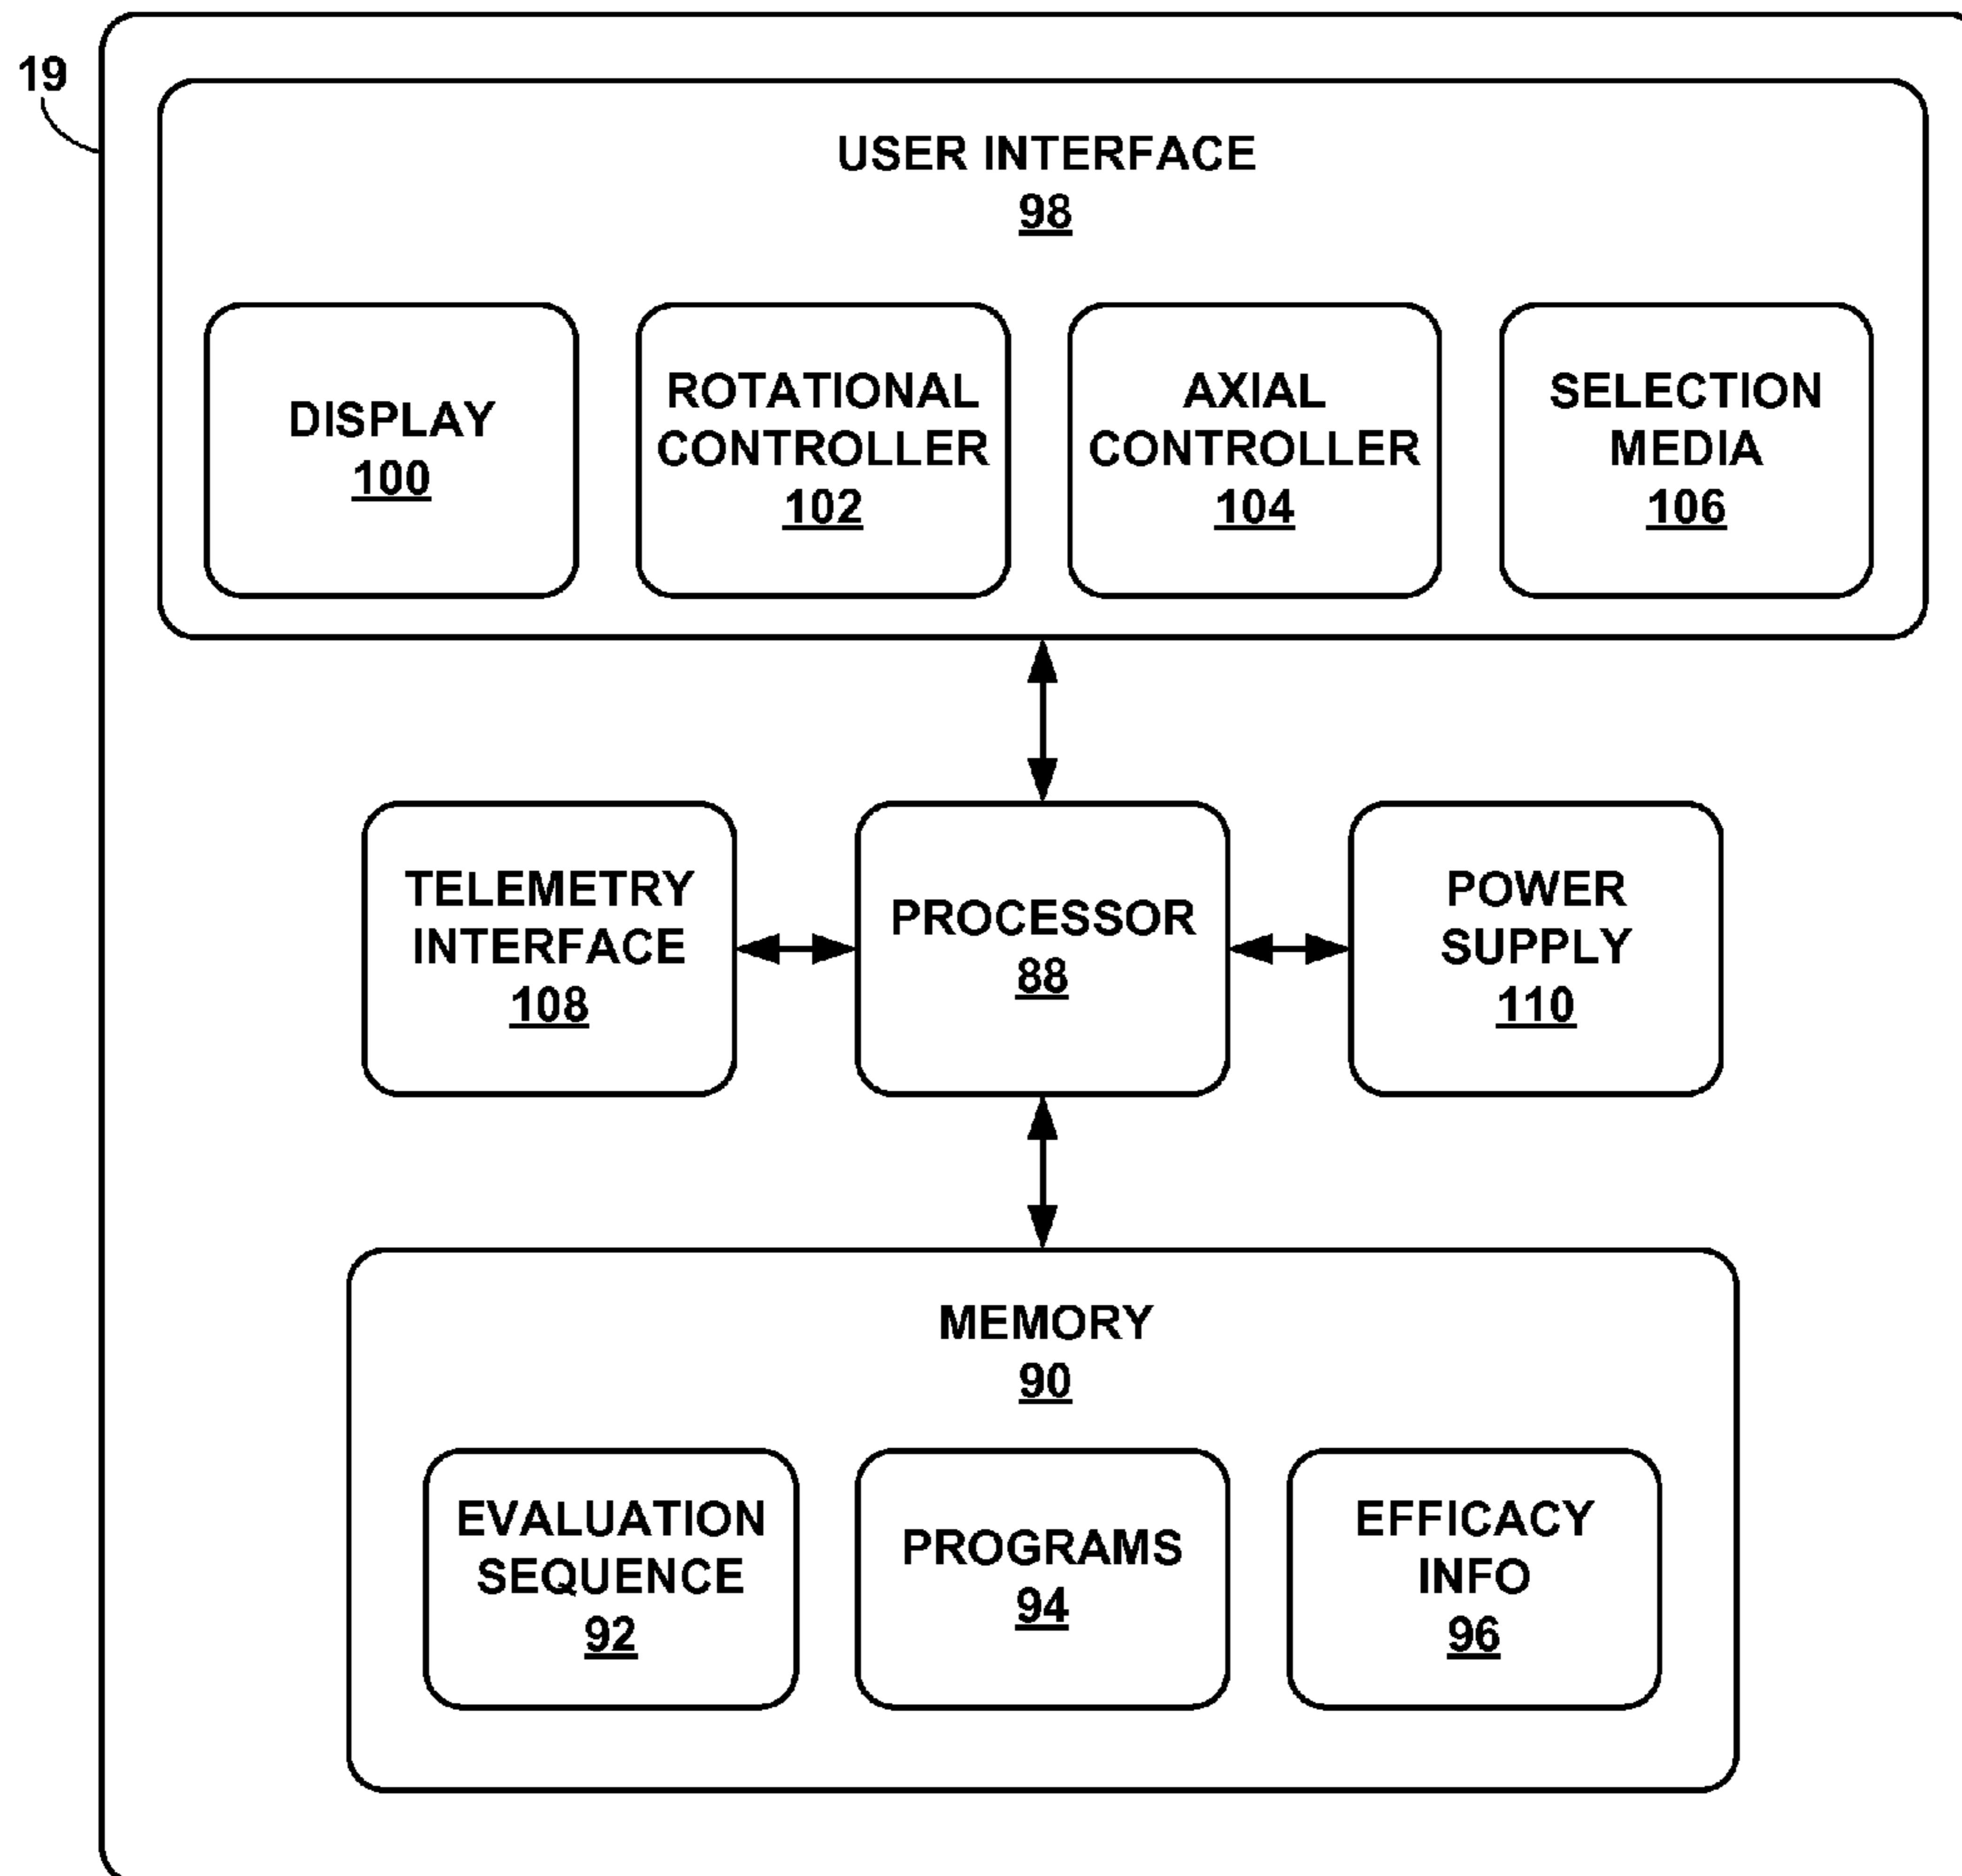 19
USER INTERFACE
98
DISPLAY
100
ROTATIONAL
CONTROLLER
102
AXIAL
CONTROLLER
104
SELECTION
MEDIA
106
TELEMETRY
INTERFACE
108
PROCESSOR
88
POWER
SUPPLY
110
MEMORY
90
EVALUATION
SEQUENCE
92
PROGRAMS
94
EFFICACY
INFO
96